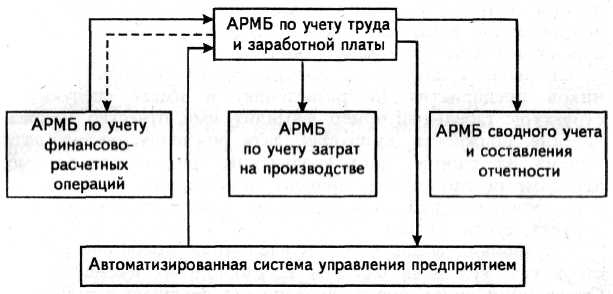 АРМБ по учету труда
и заработной платы
АРМБ по учету
финансово-
расчетных
операций
АРМБ
по учету затрат
на производстве
АРМБ сводного учета
и составления
отчетности
Автоматизированная система управления предприятием